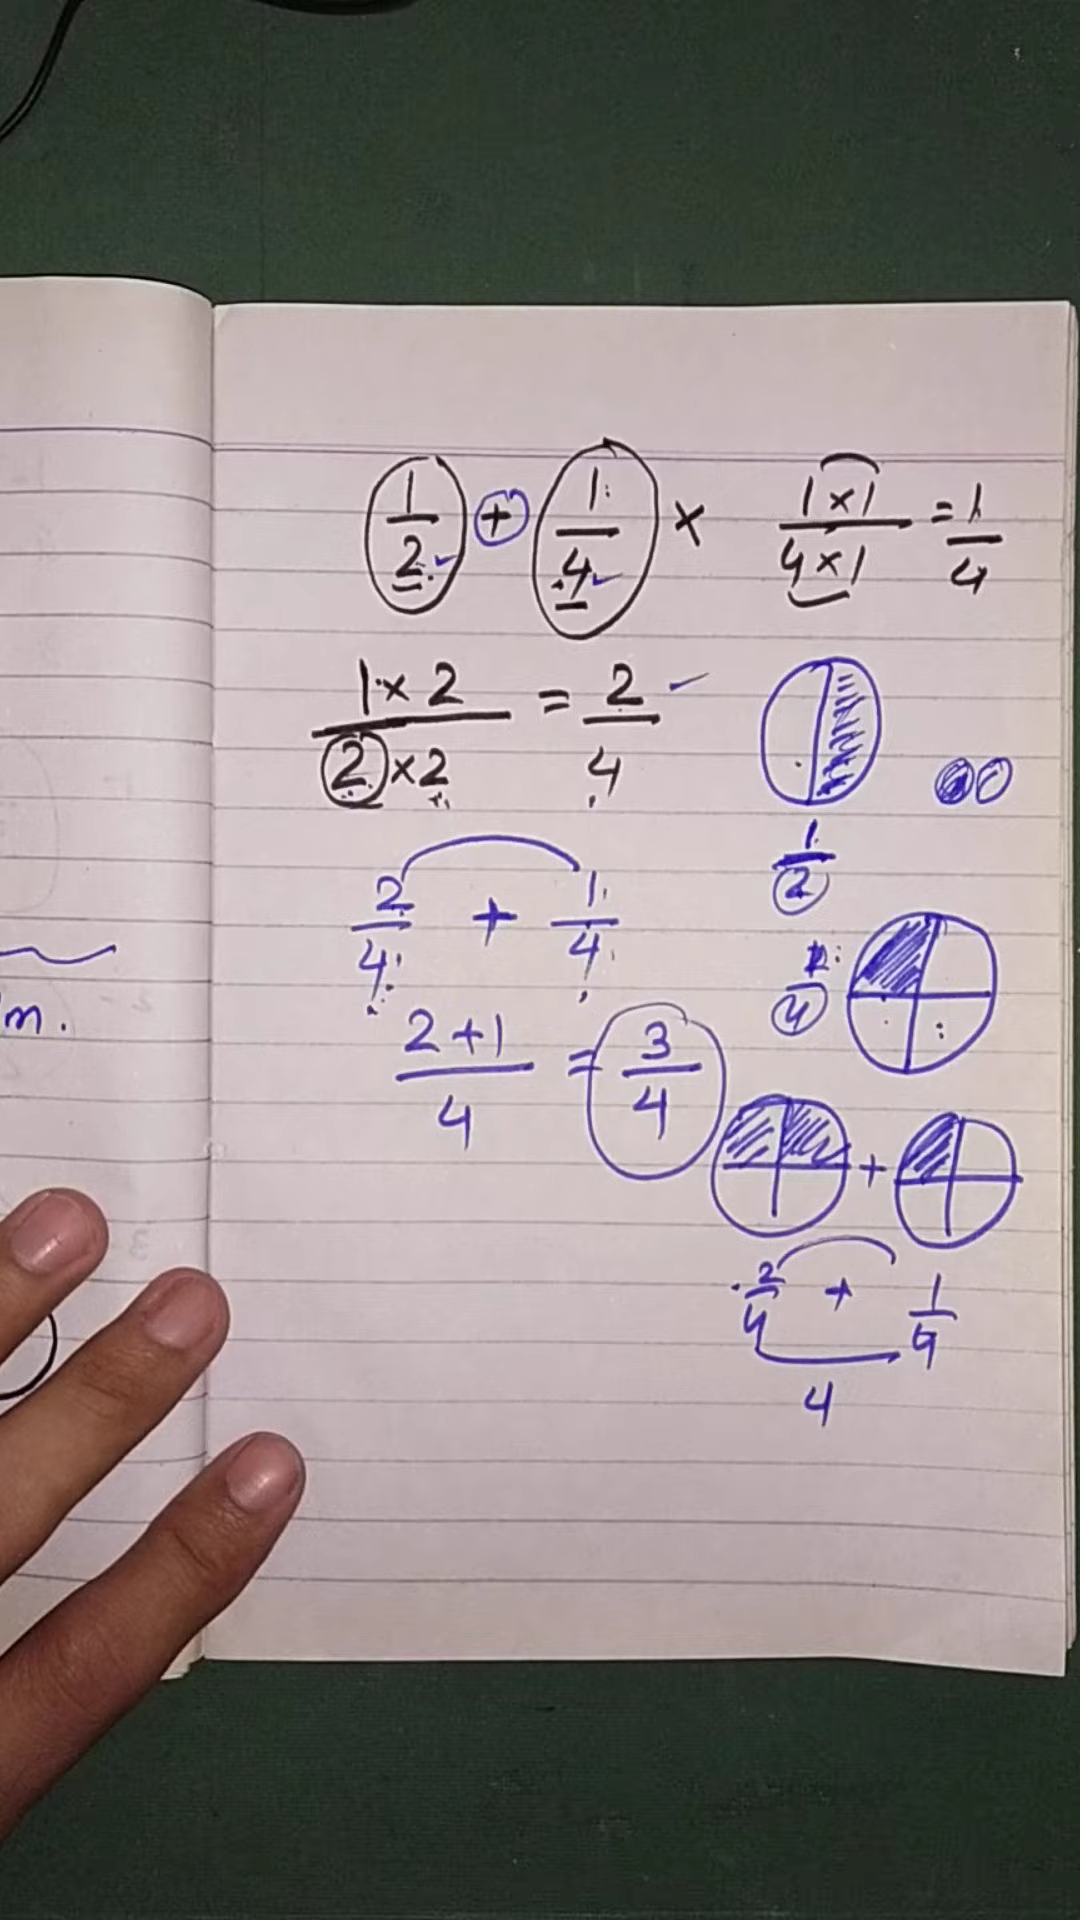 1/2 + 1/4 × 1×1/4×1 = 1/4
1×2/2×2 = 2/4
1/2
2/4 + 1/4
1/4
m.
2+1/4 = 3/4
+
2/4 + 1/4
4